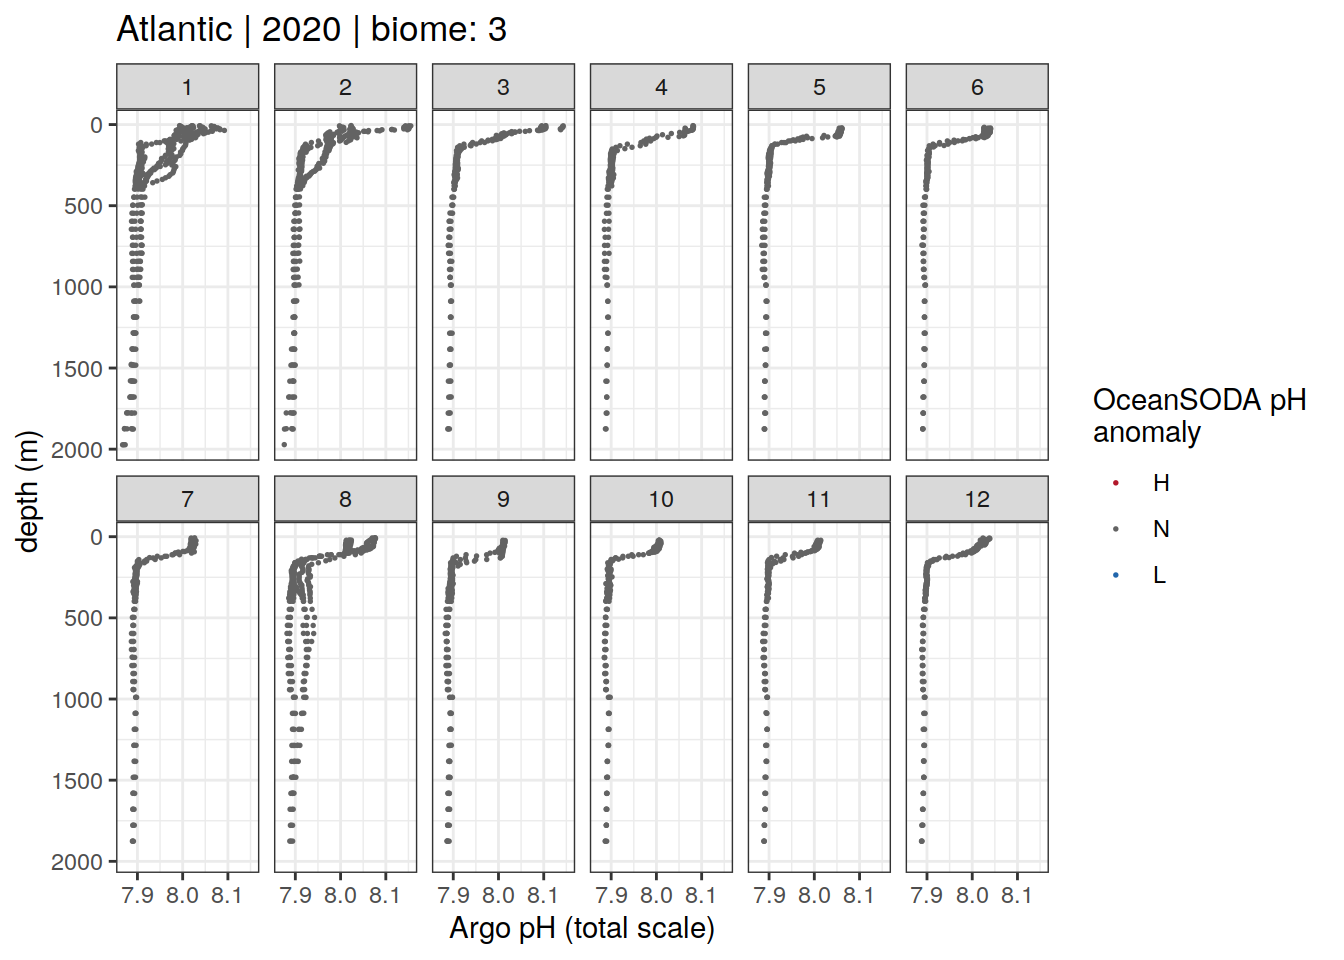 Atlantic | 2020 | biome: 3
1 2 3 4 5 6
0
500
1000
1500
2000
7 8 9 10 11 12
0
500
1000
1500
2000
7.9 8.0 8.1 7.9 8.0 8.1 7.9 8.0 8.1 7.9 8.0 8.1 7.9 8.0 8.1 7.9 8.0 8.1
Argo pH (total scale)
depth (m)
OceanSODA pH
anomaly
H
N
L